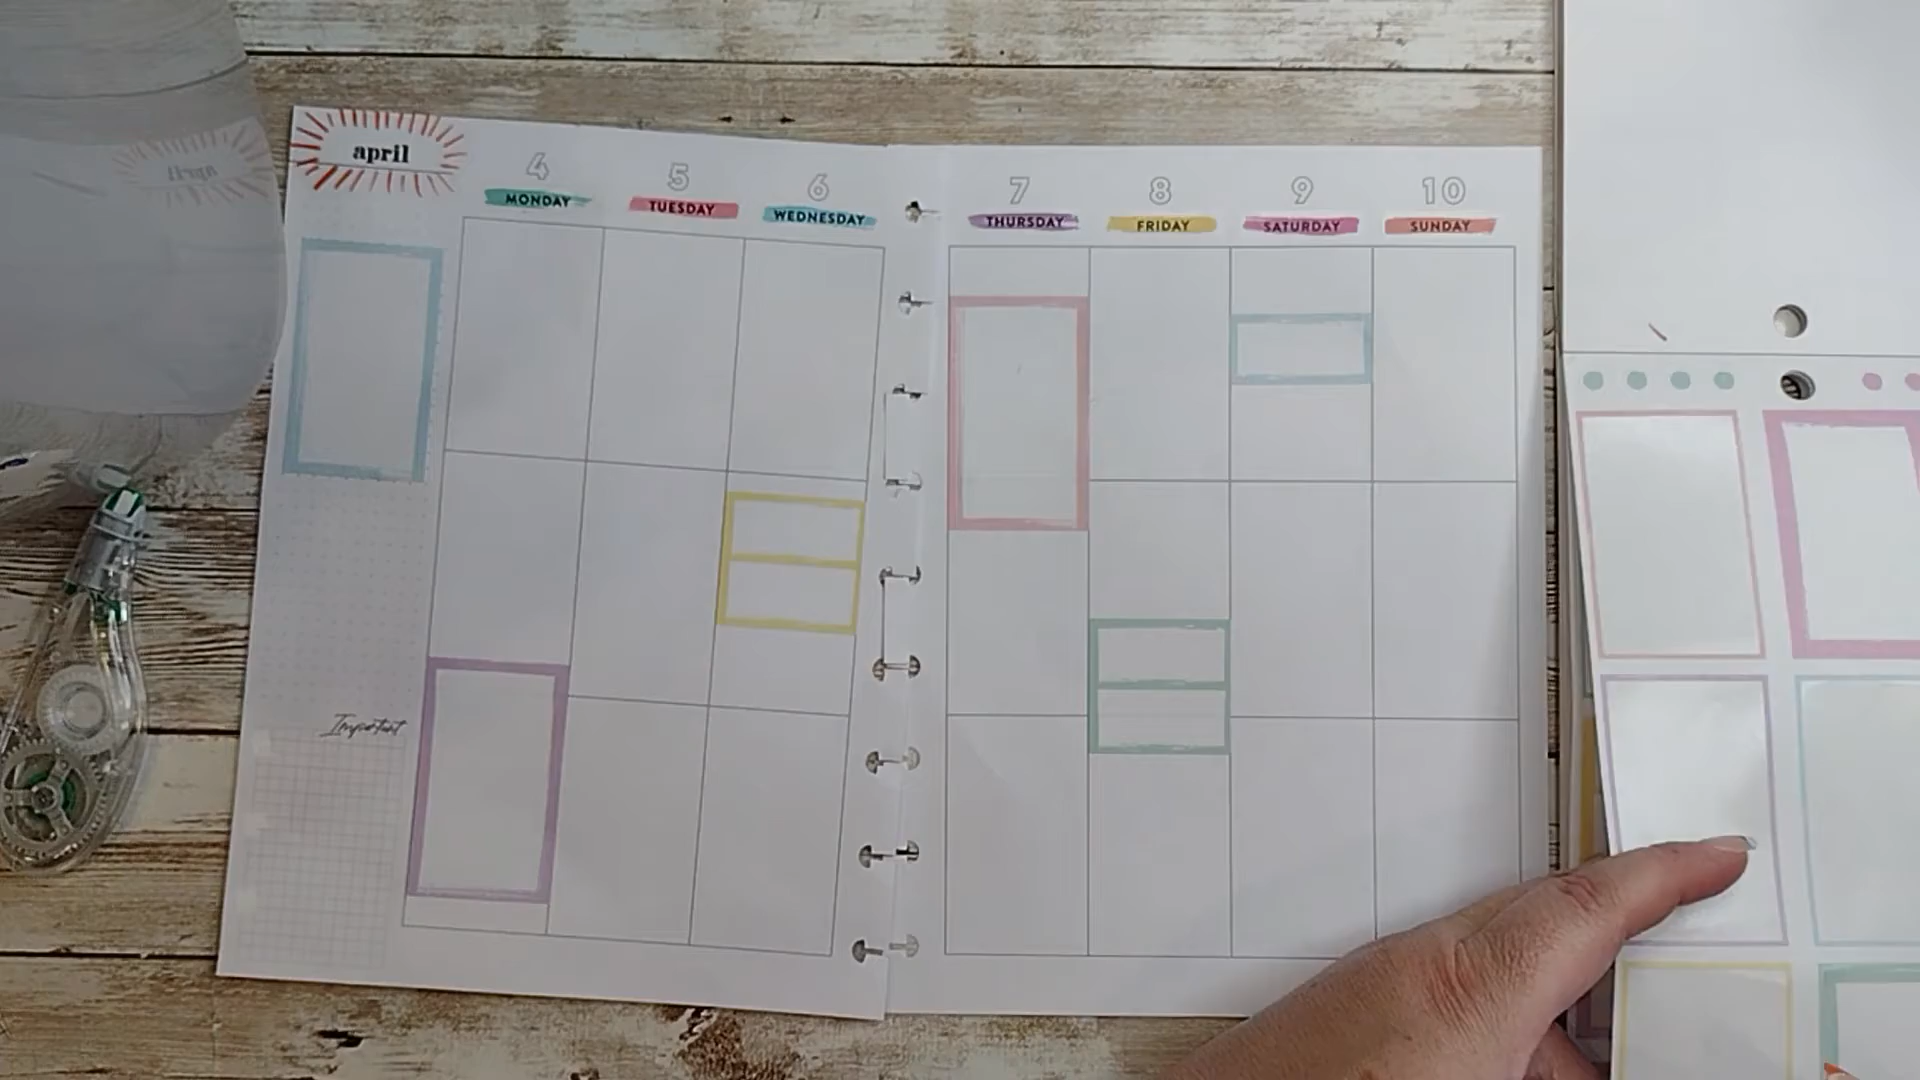 april
4 5 6 7 8 9 10
MONDAY TUESDAY WEDNESDAY THURSDAY FRIDAY SATURDAY SUNDAY
Important